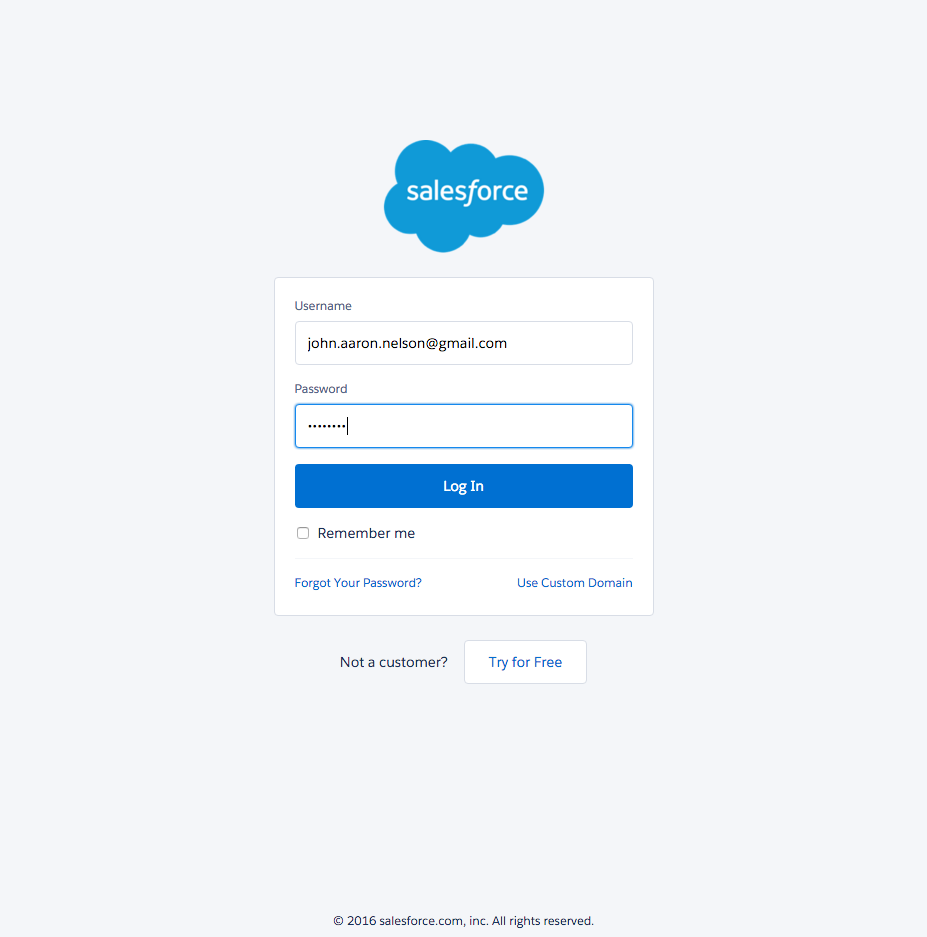 salesforce
Username
john.aaron.nelson@gmail.com
Password
••••••••
Log In
Remember me
Forgot Your Password? Use Custom Domain
Not a customer? Try for Free
© 2016 salesforce.com, inc. All rights reserved.